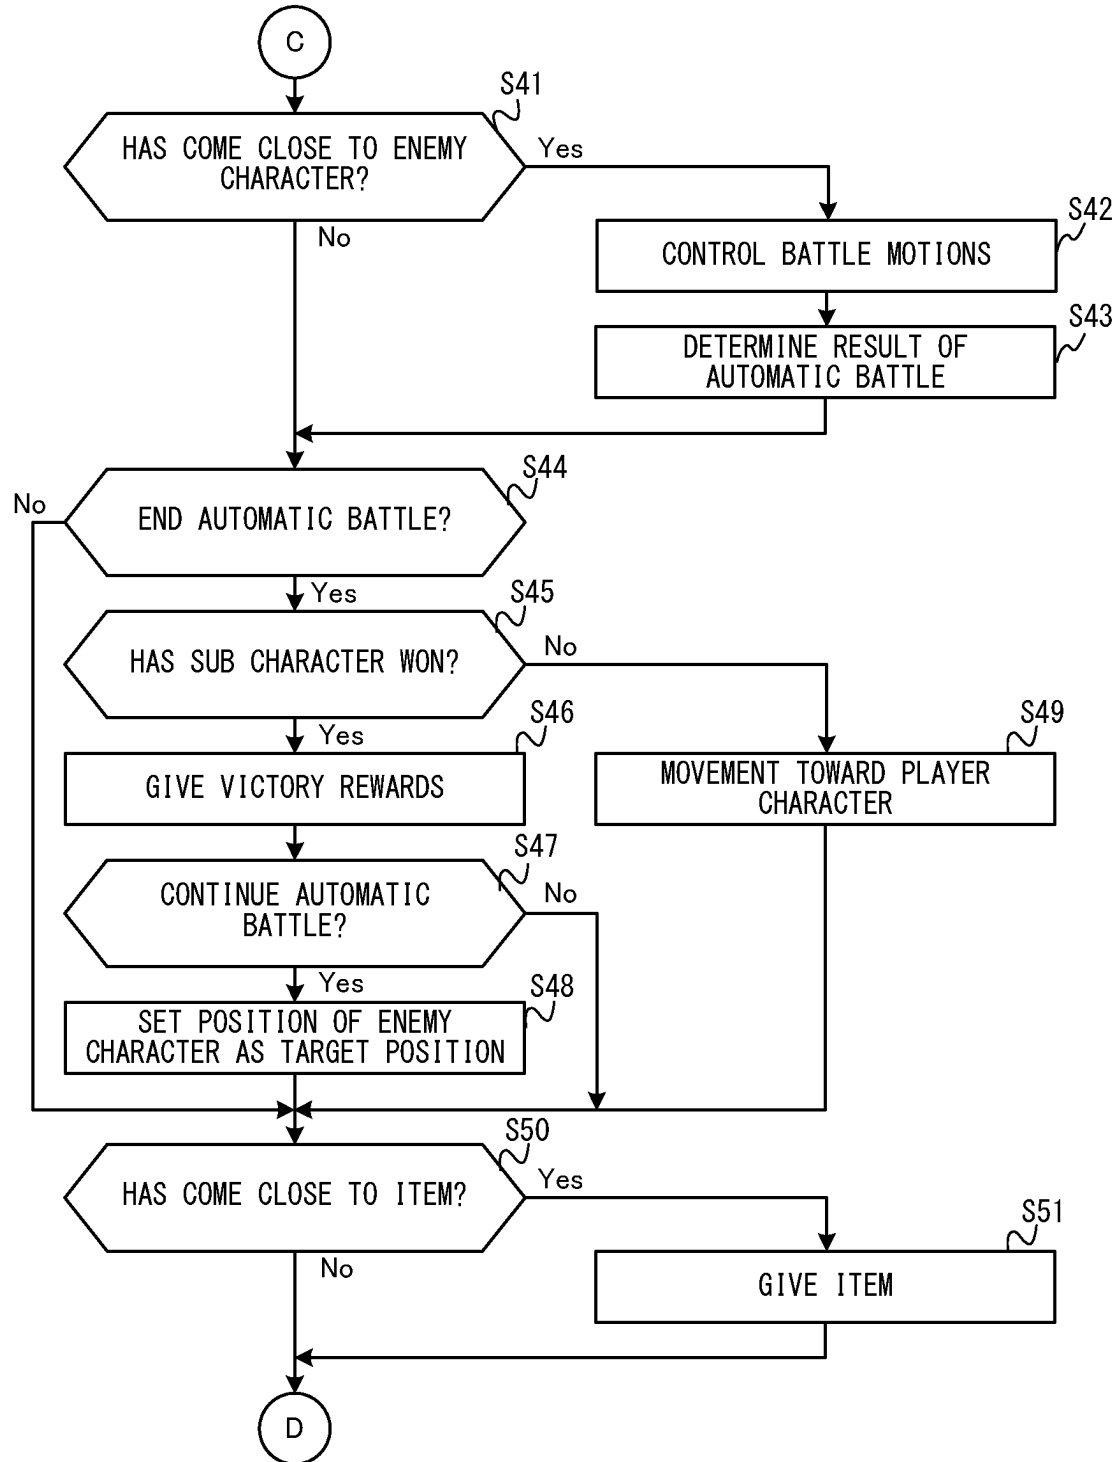 C
S41
HAS COME CLOSE TO ENEMY
CHARACTER?
Yes
No
S42
CONTROL BATTLE MOTIONS
S43
DETERMINE RESULT OF
AUTOMATIC BATTLE
S44
No
END AUTOMATIC BATTLE?
Yes
S45
HAS SUB CHARACTER WON?
No
Yes
S46
GIVE VICTORY REWARDS
S49
MOVEMENT TOWARD PLAYER
CHARACTER
S47
CONTINUE AUTOMATIC
BATTLE?
No
Yes
S48
SET POSITION OF ENEMY
CHARACTER AS TARGET POSITION
S50
HAS COME CLOSE TO ITEM?
Yes
No
S51
GIVE ITEM
D